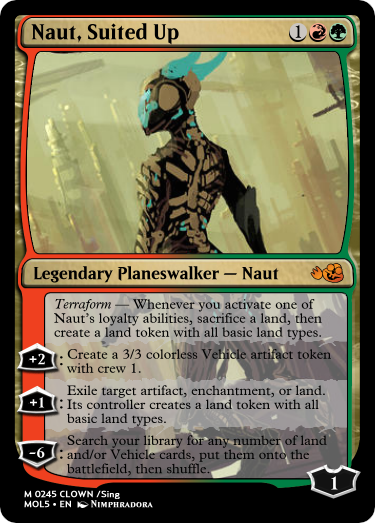 Naut, Suited Up 1
Legendary Planeswalker — Naut
Terraform — Whenever you activate one of
Naut's loyalty abilities, sacrifice a land, then
create a land token with all basic land types.
+2: Create a 3/3 colorless Vehicle artifact token
with crew 1.
+1: Exile target artifact, enchantment, or land.
Its controller creates a land token with all
basic land types.
-6: Search your library for any number of land
and/or Vehicle cards, put them onto the
battlefield, then shuffle.
1
M 0245 CLOWN /Sing
MOL5 • EN Nimphradora